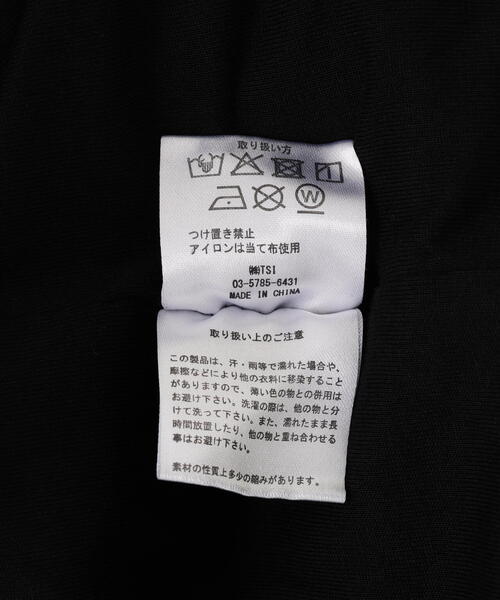 取り扱い方
W
つけ置き禁止
アイロンは当て布使用
㈱TSI
03-5785-6431
MADE IN CHINA
取り扱い上のご注意
この製品は、汗・雨等で濡れた場合や、
摩擦などにより他の衣料に移染すること
がありますので、薄い色の物との併用は
お避け下さい。洗濯の際は、他の物と分
けて洗って下さい。また、濡れたまま長
時間放置したり、他の物と重ね合わせる
事はお避け下さい。
素材の性質上多少の縮みがあります。